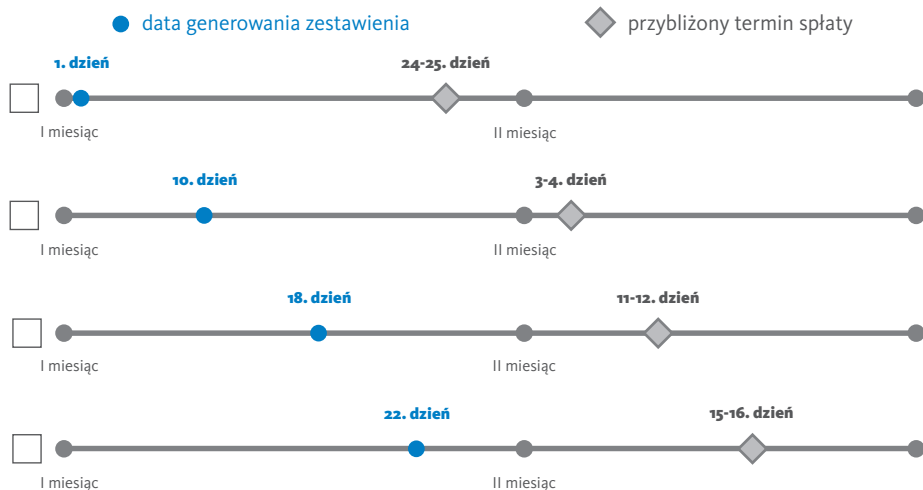 data generowania zestawienia przybliżony termin spłaty
1. dzień 24-25. dzień
I miesiąc II miesiąc
10. dzień 3-4. dzień
I miesiąc II miesiąc
18. dzień 11-12. dzień
I miesiąc II miesiąc
22. dzień 15-16. dzień
I miesiąc II miesiąc